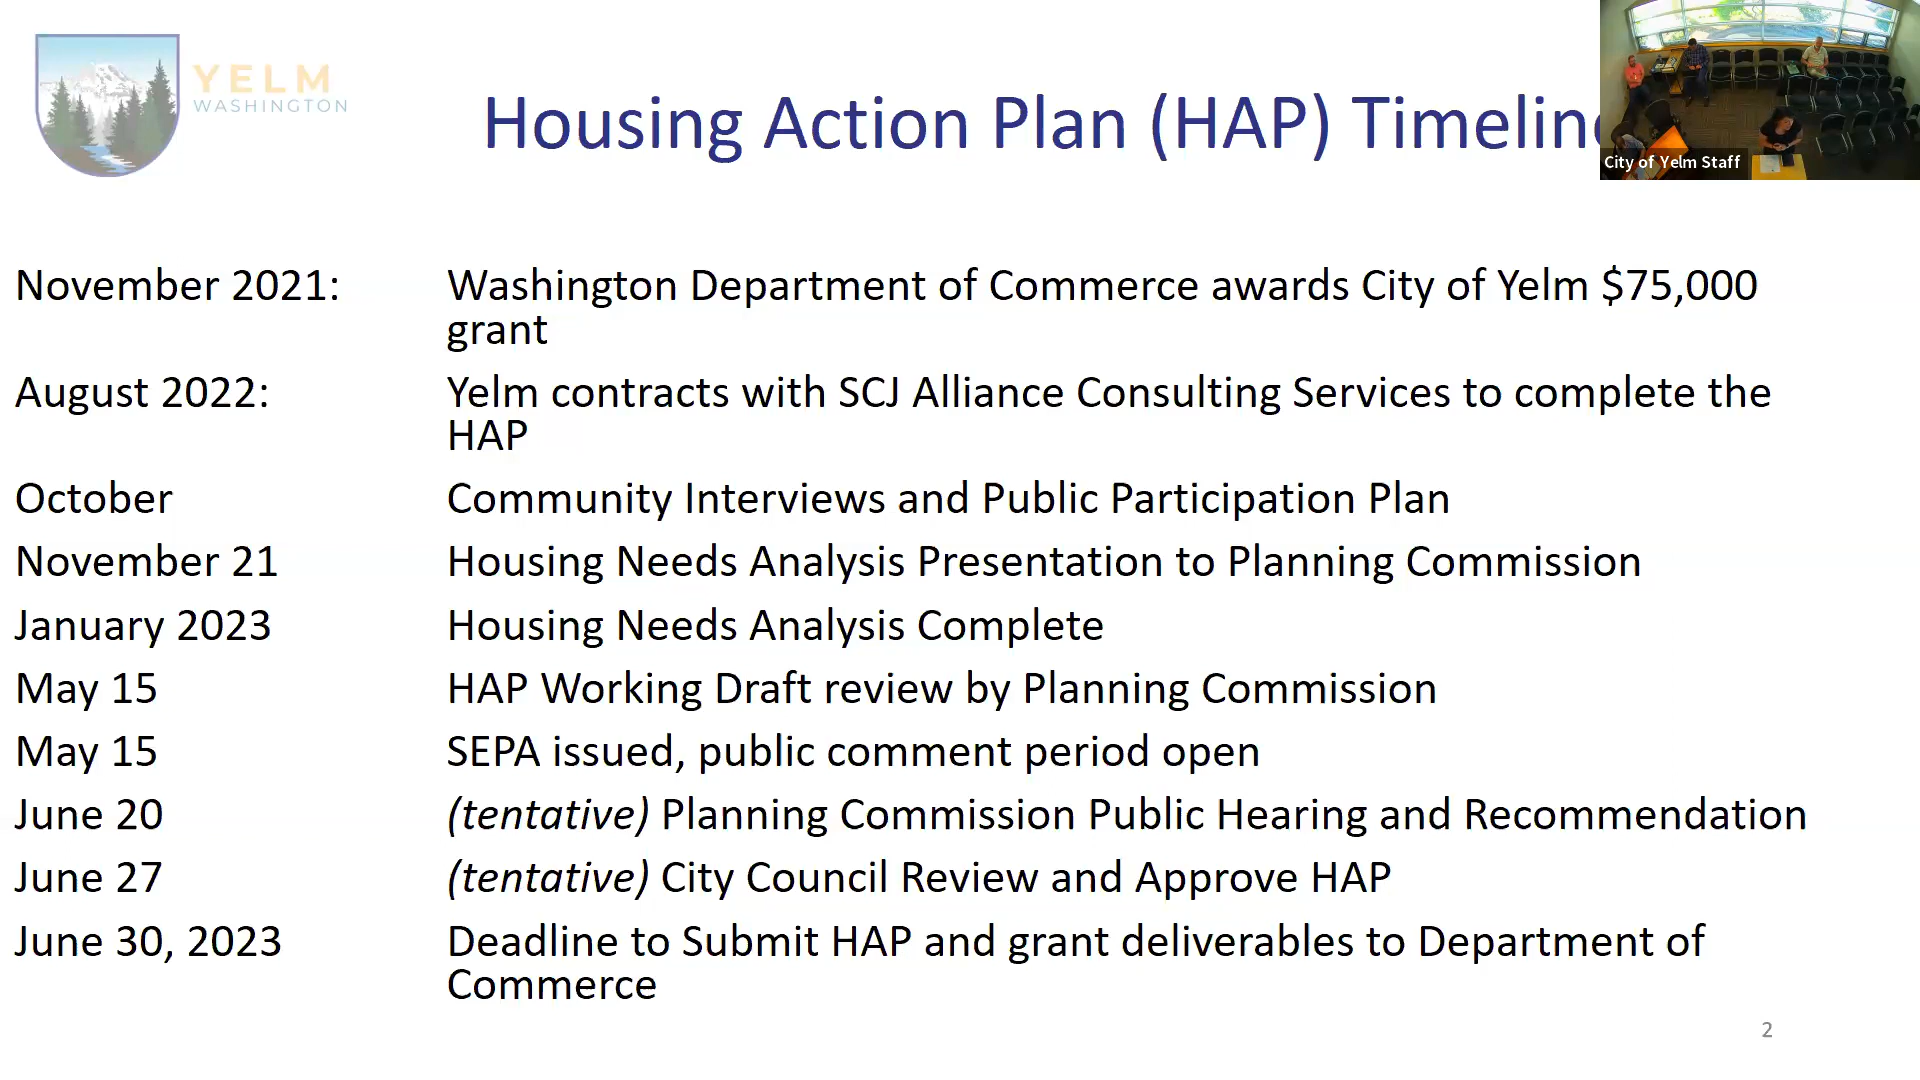 YELM
WASHINGTON
Housing Action Plan (HAP) Timelin
City of Yelm Staff
November 2021: Washington Department of Commerce awards City of Yelm $75,000
grant
August 2022: Yelm contracts with SCJ Alliance Consulting Services to complete the
HAP
October Community Interviews and Public Participation Plan
November 21 Housing Needs Analysis Presentation to Planning Commission
January 2023 Housing Needs Analysis Complete
May 15 HAP Working Draft review by Planning Commission
May 15 SEPA issued, public comment period open
June 20 (tentative) Planning Commission Public Hearing and Recommendation
June 27 (tentative) City Council Review and Approve HAP
June 30, 2023 Deadline to Submit HAP and grant deliverables to Department of
Commerce
2